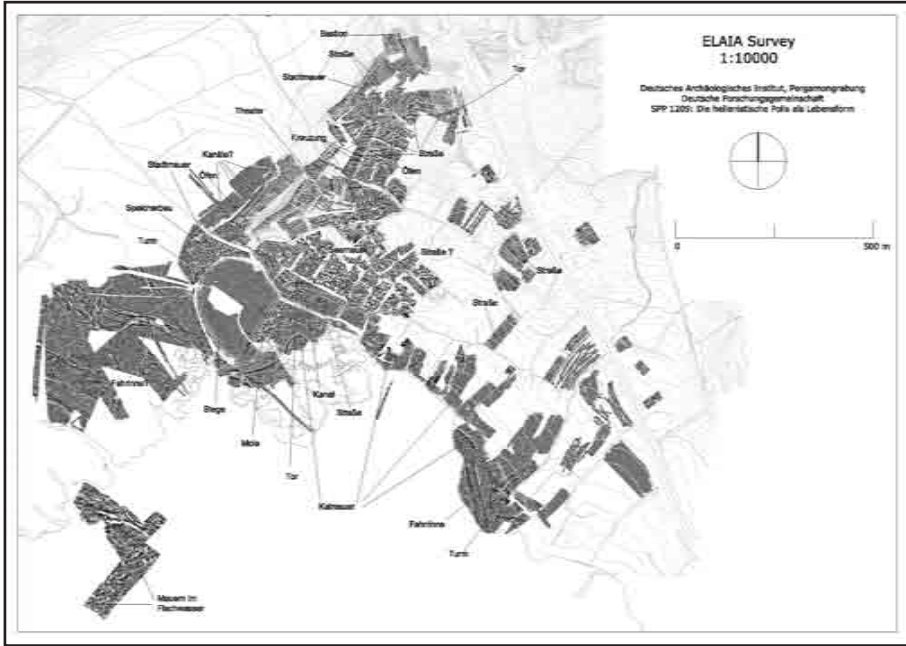 ELAIA Survey
1:10000
Deutsches Archäologisches Institut, Pergamongrabung
Deutsche Forschungsgemeinschaft
SPP 1209: Die hellenistische Polis als Lebensform
0
500 m
Bastion
Straße
Stadtmauer
Tor
Theater
Kreuzung
Straße
Öfen
Kanäle?
Stadtmauer
Öfen
Speicherbau
Turm
Straße ?
Straße
Straße
Fahrrinne?
Stege
Kanal
Straße
Mole
Tor
Kaimauer
Fahrrinne
Turm
Mauern im
Flachwasser